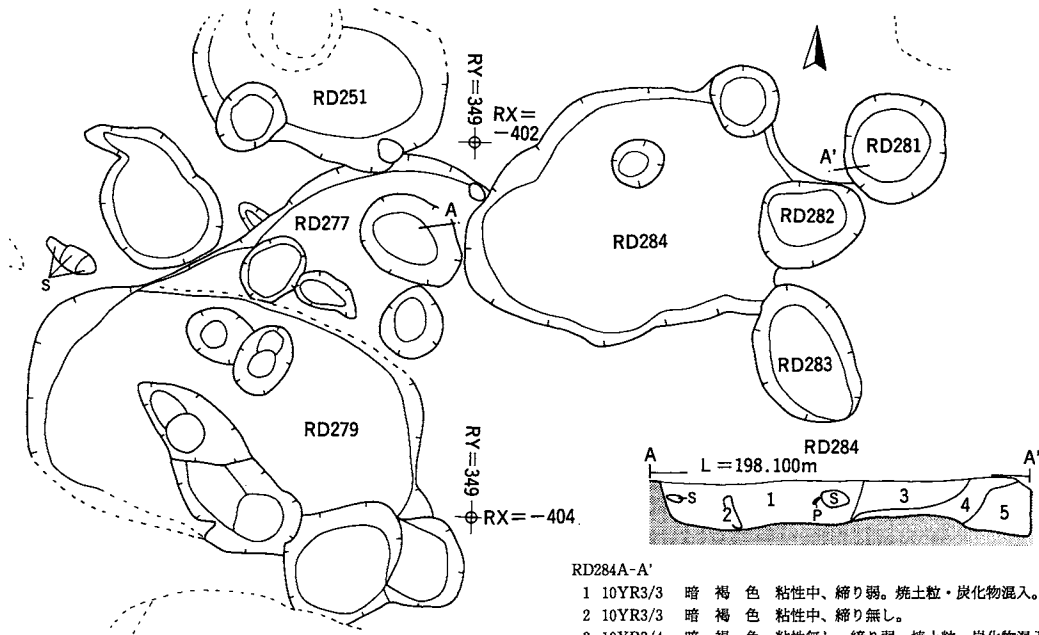 RD251
RY=349
RX=
-402
RD281
A'
RD282
A
RD277
RD284
S
RD283
RD279
RY=349
RX=-404
RD284
A
L=198.100m
A'
S
1
S
3
2
P
4
5
RD284A-A'
1 10YR3/3 暗 褐 色 粘性中、締り弱。焼土粒・炭化物混入。
2 10YR3/3 暗 褐 色 粘性中、締り無し。